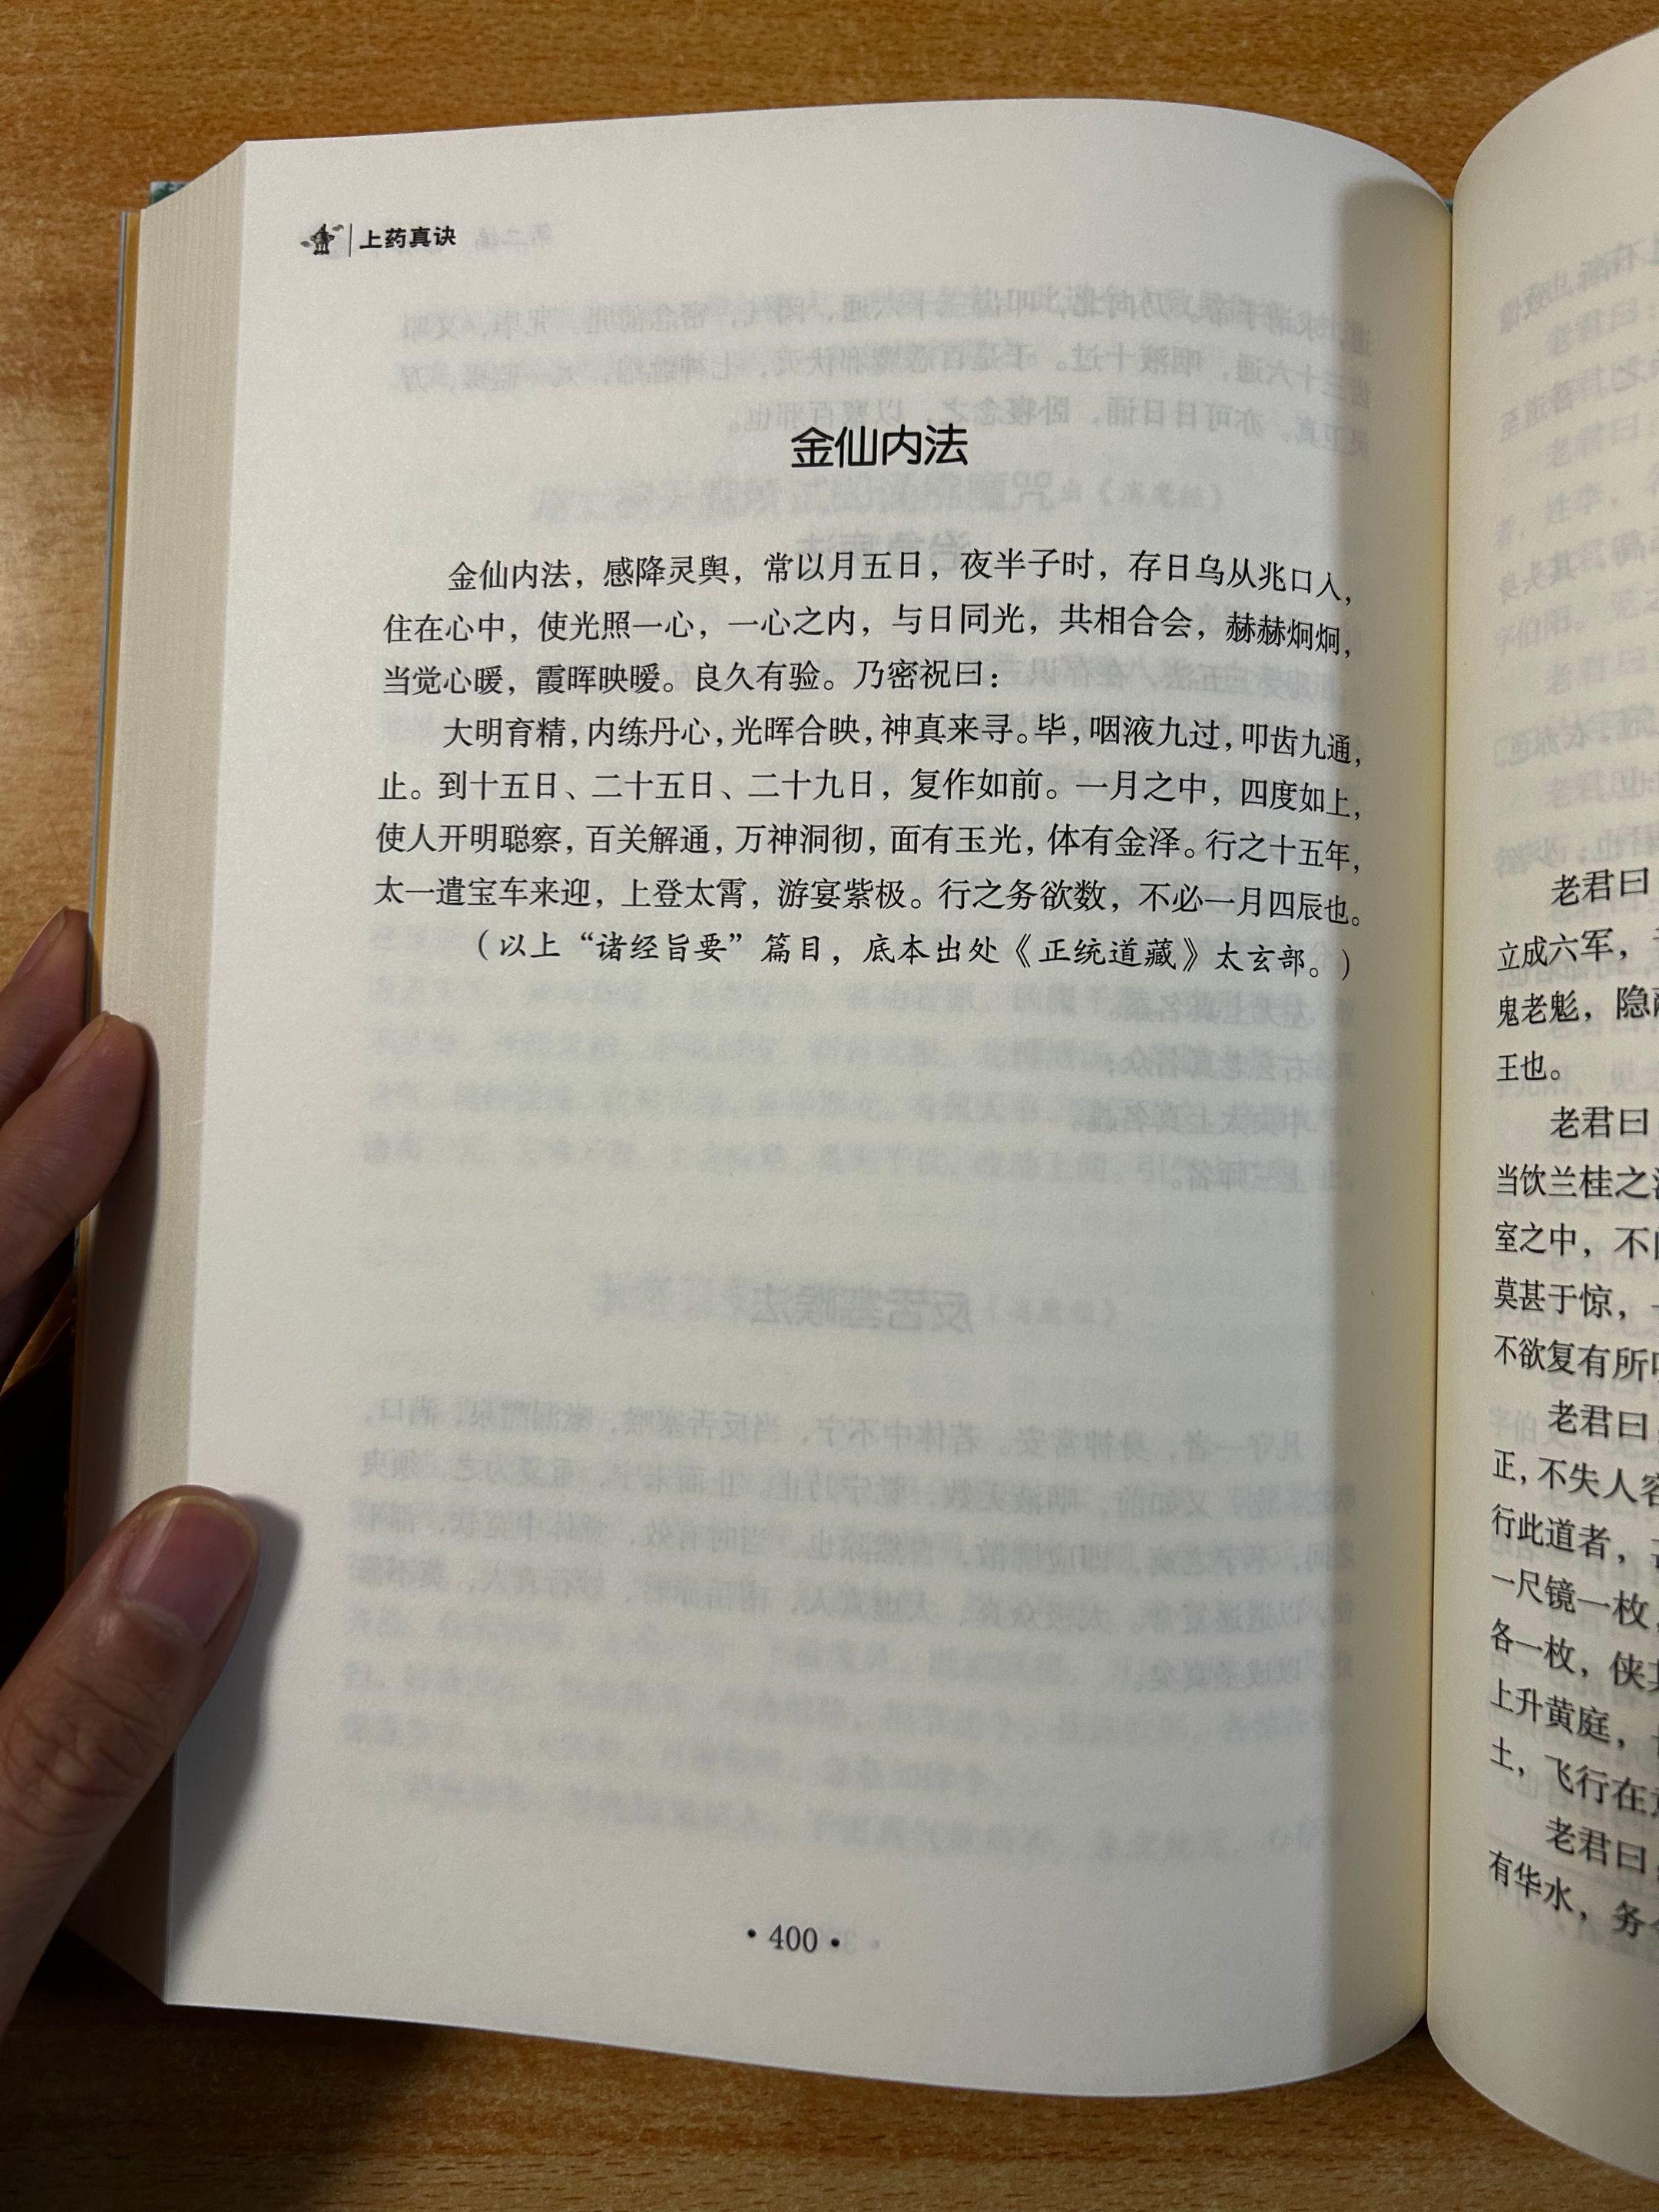 上药真诀
金仙内法
金仙内法，感降灵舆，常以月五日，夜半子时，存日乌从兆口入，
住在心中，使光照一心，一心之内，与日同光，共相合会，赫赫炯炯，
当觉心暖，霞晖映暖。良久有验。乃密祝曰：
大明育精，内练丹心，光晖合映，神真来寻。毕，咽液九过，叩齿九通，
止。到十五日、二十五日、二十九日，复作如前。一月之中，四度如上，
使人开明聪察，百关解通，万神洞彻，面有玉光，体有金泽。行之十五年，
太一遣宝车来迎，上登太霄，游宴紫极。行之务欲数，不必一月四辰也。
（以上“诸经旨要”篇目，底本出处《正统道藏》太玄部。）
·400·
老君曰
立成六军，
鬼老鬽，隐
王也。
老君曰
当饮兰桂之
室之中，不
莫甚于惊，
不欲复有所
老君曰
正，不失人容
行此道者，
一尺镜一枚，
各一枚，侠其
上升黄庭，
土，飞行在
老君曰
有华水，务